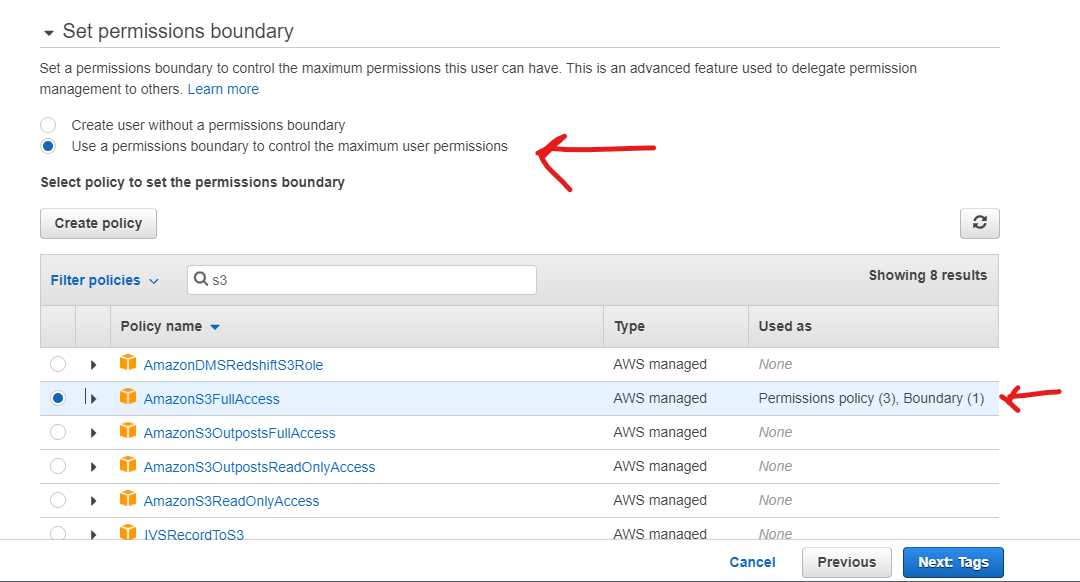 Set permissions boundary
Set a permissions boundary to control the maximum permissions this user can have. This is an advanced feature used to delegate permission
management to others. Learn more
Create user without a permissions boundary
Use a permissions boundary to control the maximum user permissions
Select policy to set the permissions boundary
Create policy
Filter policies
s3
Showing 8 results
Policy name
Type
Used as
AmazonDMSRedshiftS3Role AWS managed None
AmazonS3FullAccess AWS managed Permissions policy (3), Boundary (1)
AmazonS3OutpostsFullAccess AWS managed None
AmazonS3OutpostsReadOnlyAccess AWS managed None
AmazonS3ReadOnlyAccess AWS managed None
IVSRecordToS3 AWS managed None
Cancel
Previous
Next: Tags